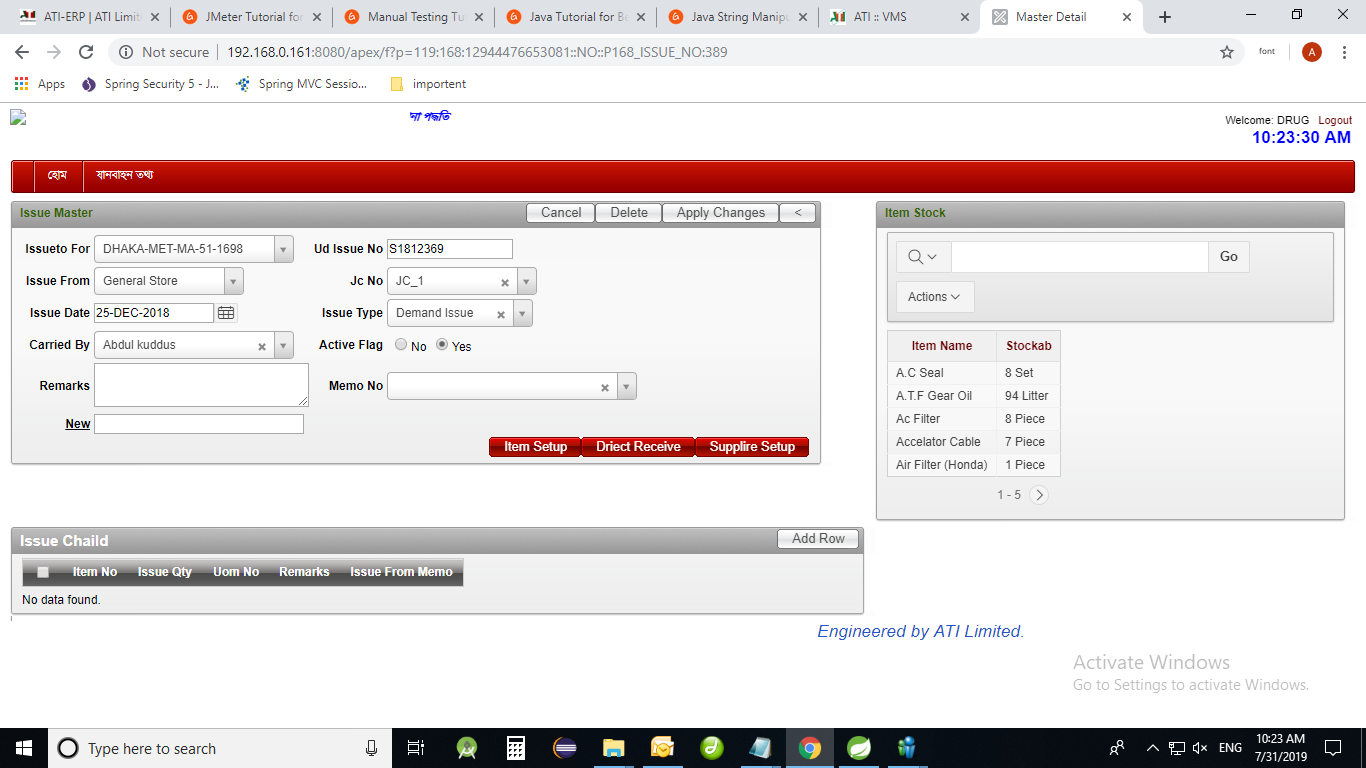 ATI-ERP | ATI Limit
JMeter Tutorial for
Manual Testing Tu
Java Tutorial for Be
Java String Manipu
ATI :: VMS
Master Detail
Not secure | 192.168.0.161:8080/apex/f?p=119:168:12944476653081::NO::P168_ISSUE_NO:389
font
A
Apps
Spring Security 5 - J...
Spring MVC Sessio...
importent
না পদ্ধতি
Welcome: DRUG Logout
10:23:30 AM
হোম
যানবাহন তথ্য
Issue Master
Cancel
Delete
Apply Changes
<
Issueto For DHAKA-MET-MA-51-1698
Ud Issue No S1812369
Issue From General Store
Jc No JC_1
Issue Date 25-DEC-2018
Issue Type Demand Issue
Carried By Abdul kuddus
Active Flag No Yes
Remarks
Memo No
New
Item Setup
Driect Receive
Supplire Setup
Item Stock
Go
Actions
Item Name Stockab
A.C Seal 8 Set
A.T.F Gear Oil 94 Litter
Ac Filter 8 Piece
Accelator Cable 7 Piece
Air Filter (Honda) 1 Piece
1 - 5
Issue Chaild
Add Row
Item No Issue Qty Uom No Remarks Issue From Memo
No data found.
Engineered by ATI Limited.
Activate Windows
Go to Settings to activate Windows.
Type here to search
ENG
10:23 AM
7/31/2019